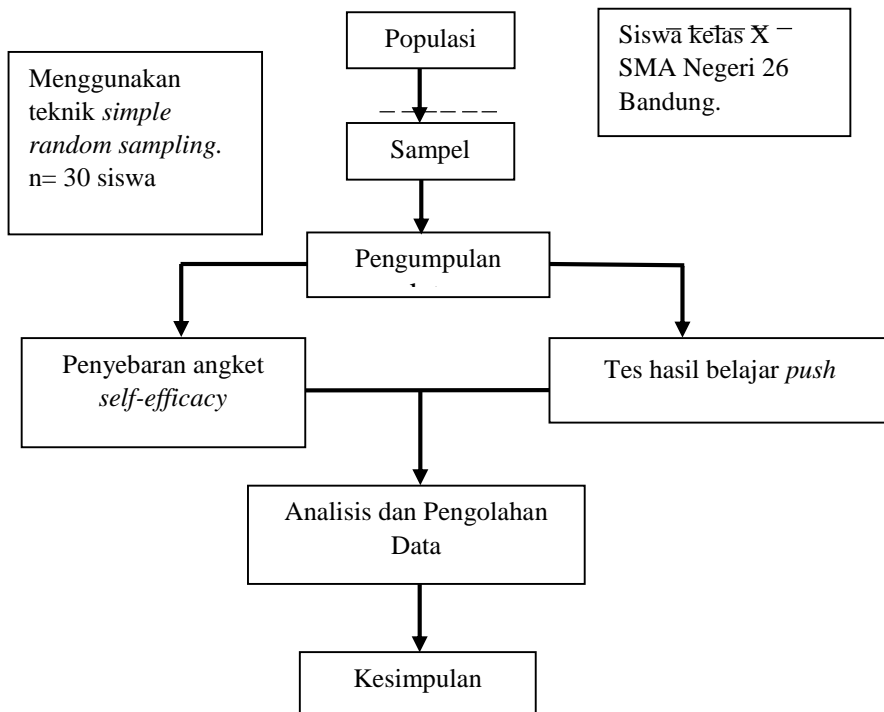 Populasi
Siswa kelas X
SMA Negeri 26
Bandung.
Menggunakan
teknik simple
random sampling.
n= 30 siswa
Sampel
Pengumpulan
Penyebaran angket
self-efficacy
Tes hasil belajar push
Analisis dan Pengolahan
Data
Kesimpulan